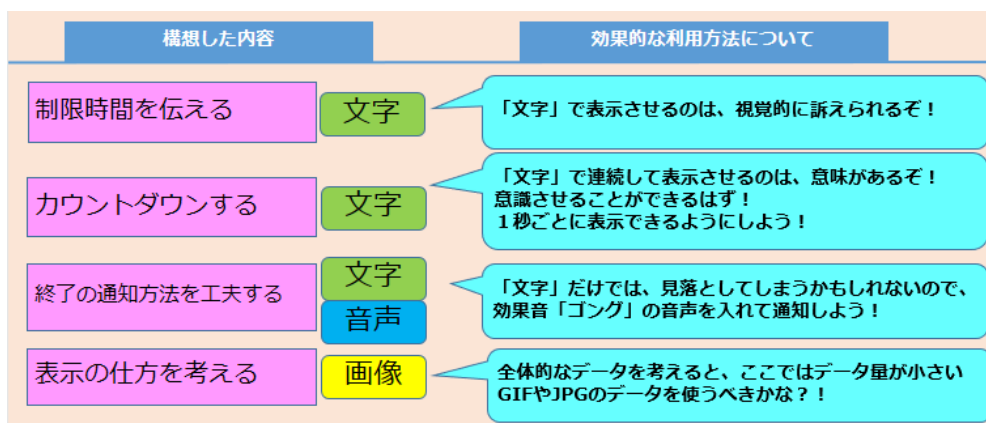 構想した内容
効果的な利用方法について
制限時間を伝える
文字
「文字」で表示させるのは、視覚的に訴えられるぞ！
カウントダウンする
文字
「文字」で連続して表示させるのは、意味があるぞ！
意識させることができるはず！
１秒ごとに表示できるようにしよう！
終了の通知方法を工夫する
文字
音声
「文字」だけでは、見落としてしまうかもしれないので、
効果音「ゴング」の音声を入れて通知しよう！
表示の仕方を考える
画像
全体的なデータを考えると、ここではデータ量が小さい
GIFやJPGのデータを使うべきかな？！